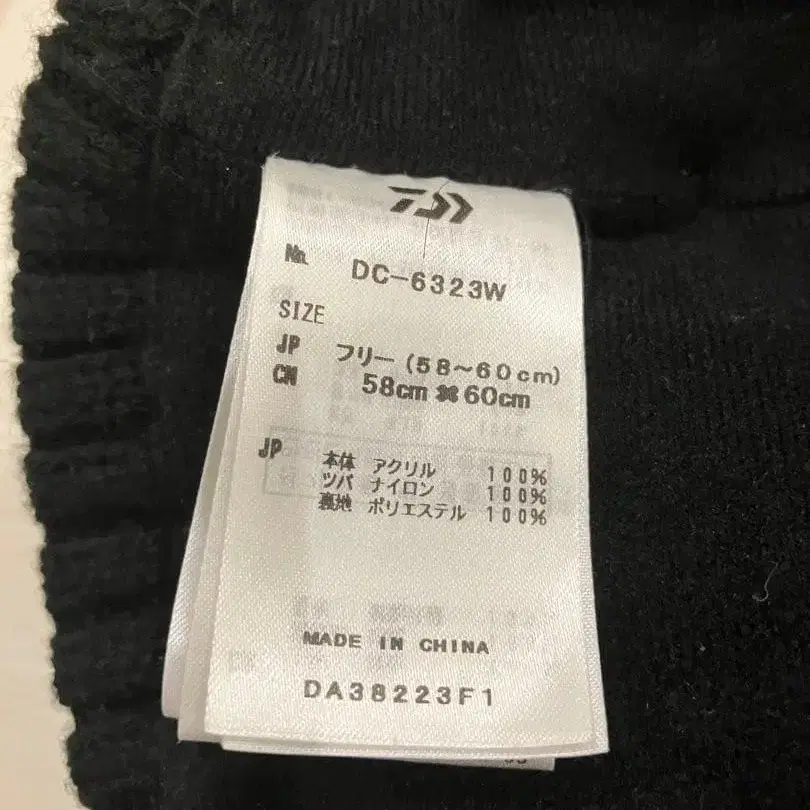 No. DC-6323W
SIZE
JP フリー (58~60cm)
CN 58cm 60cm
JP 本体 アクリル 100%
ツバ ナイロン 100%
裏地 ポリエステル 100%
MADE IN CHINA
DA38223F1